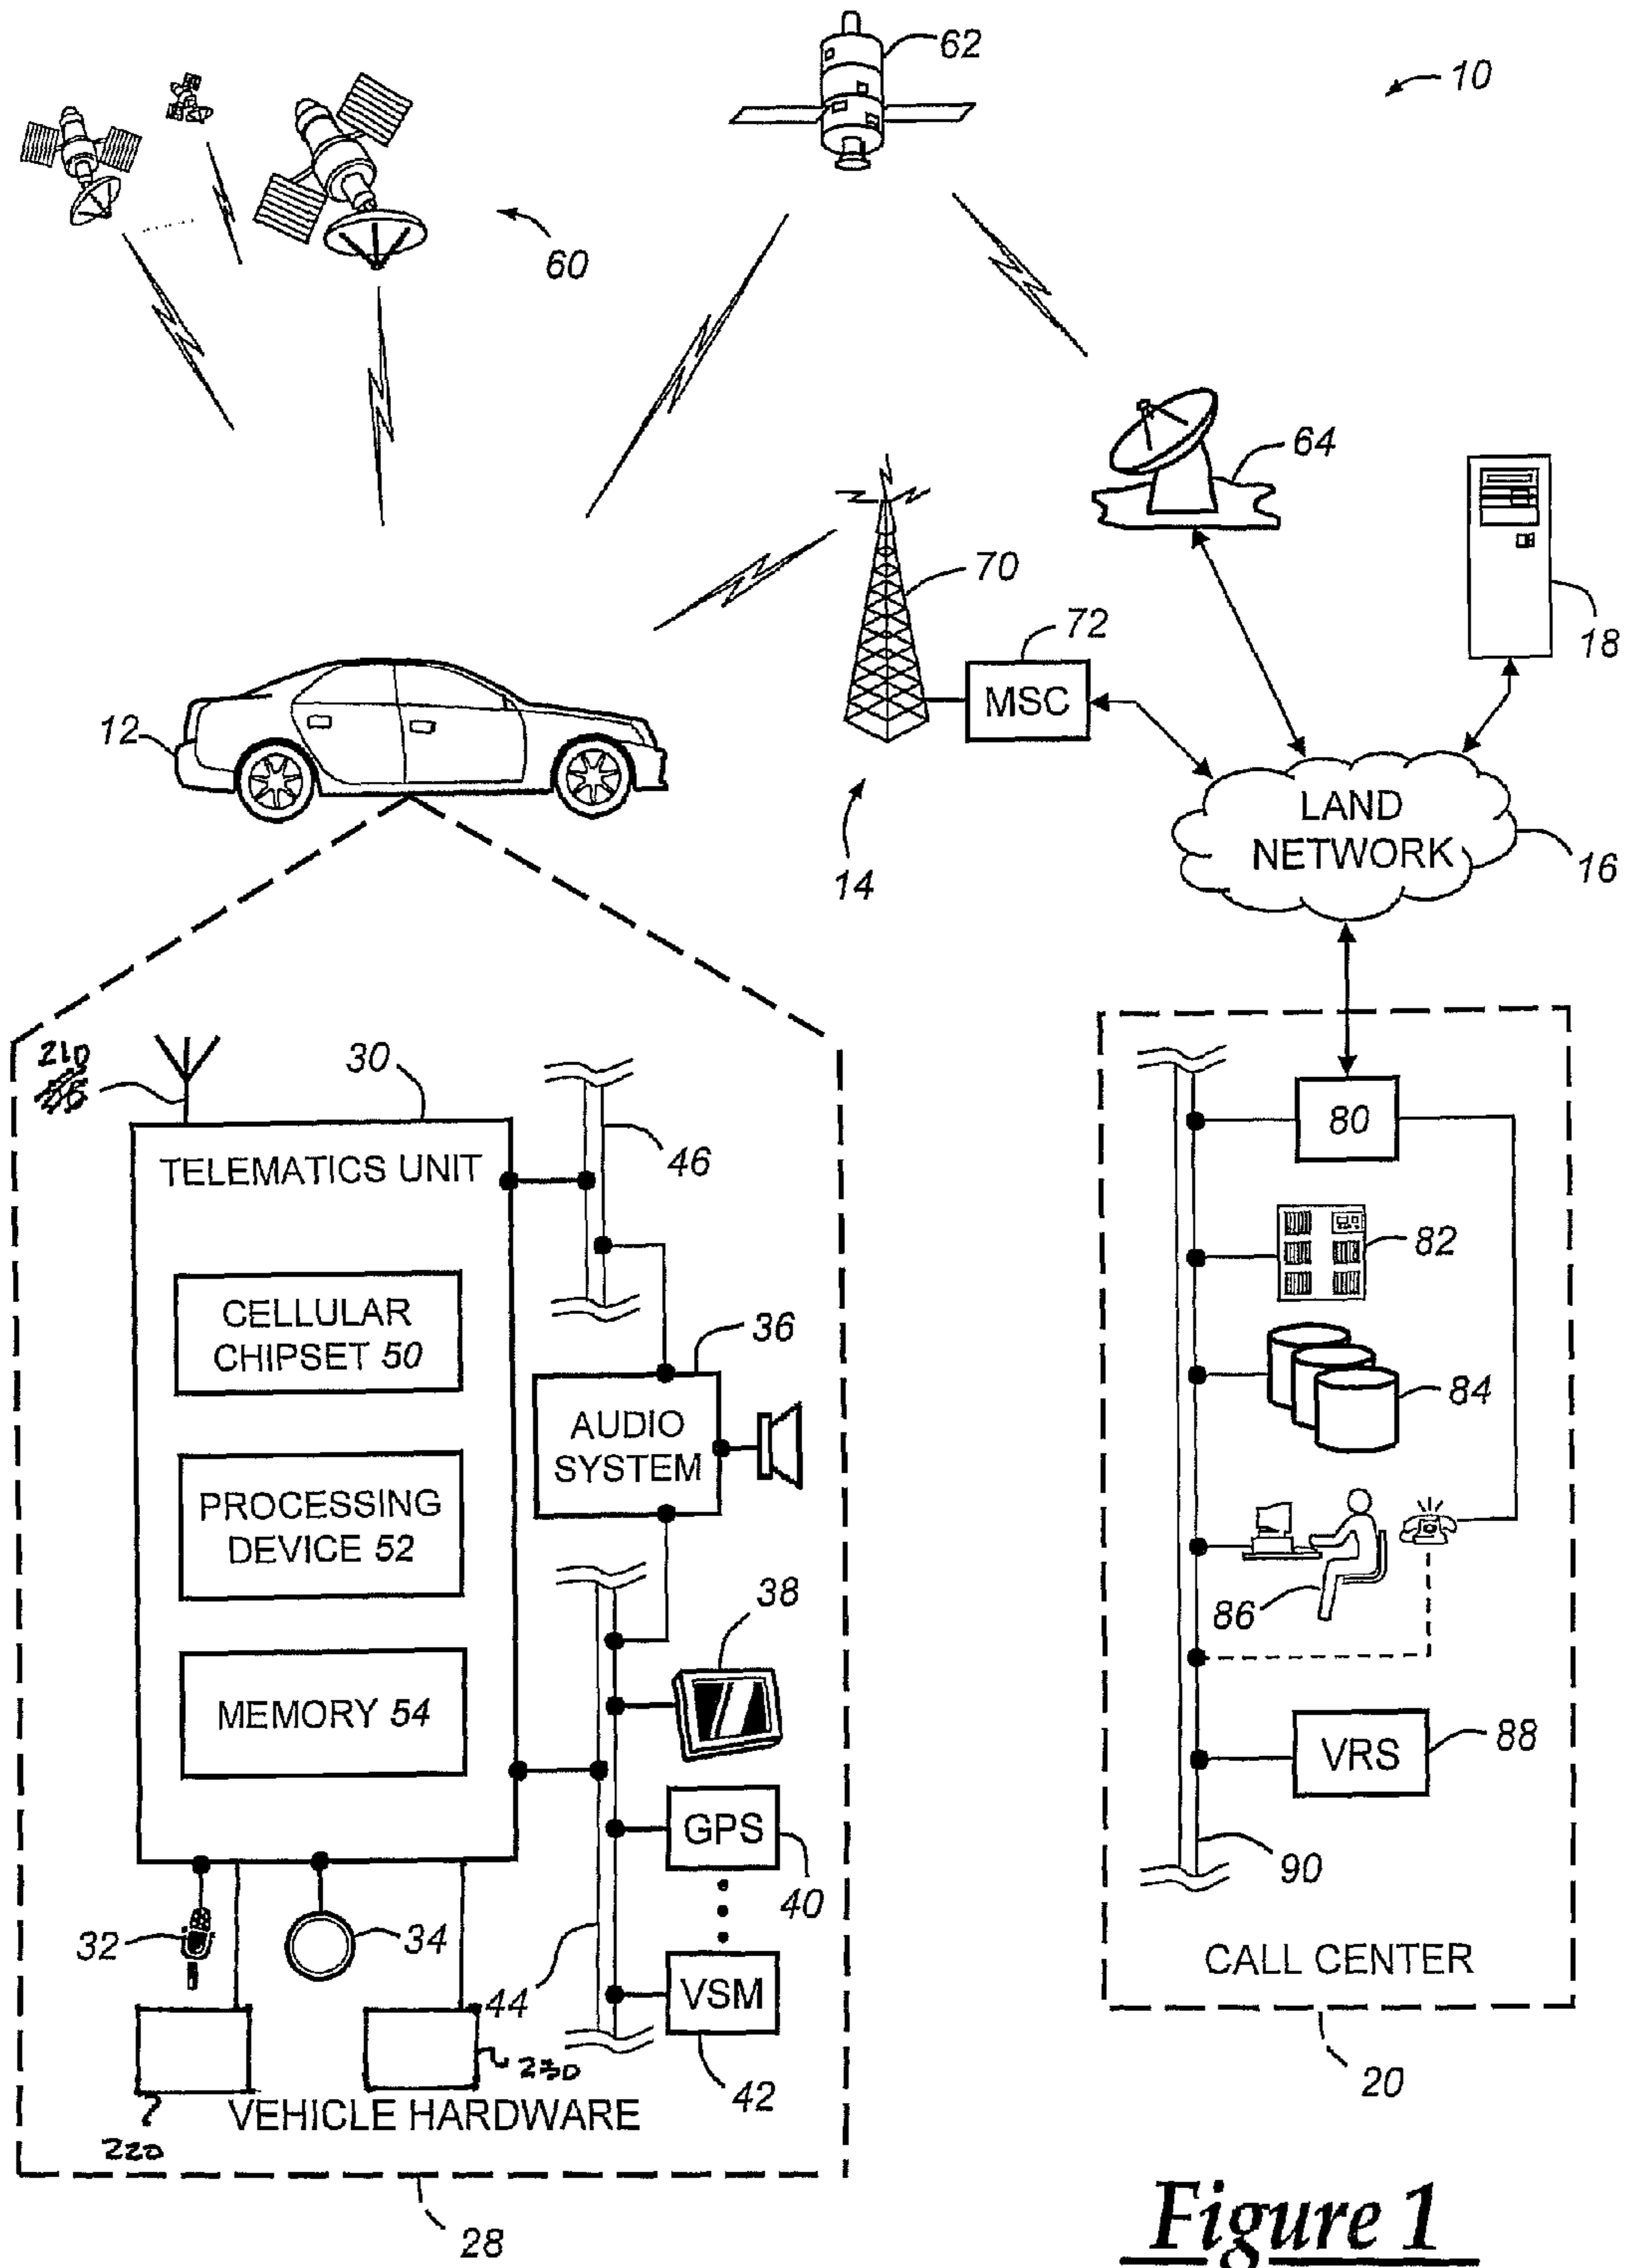 62
10
60
64
70
72
18
MSC
12
LAND
NETWORK
16
14
210
30
46
TELEMATICS UNIT
CELLULAR
CHIPSET 50
36
AUDIO
SYSTEM
PROCESSING
DEVICE 52
38
MEMORY 54
GPS
40
32
34
44
VSM
230
42
220
VEHICLE HARDWARE
28
80
82
84
86
VRS
88
90
CALL CENTER
20
Figure 1